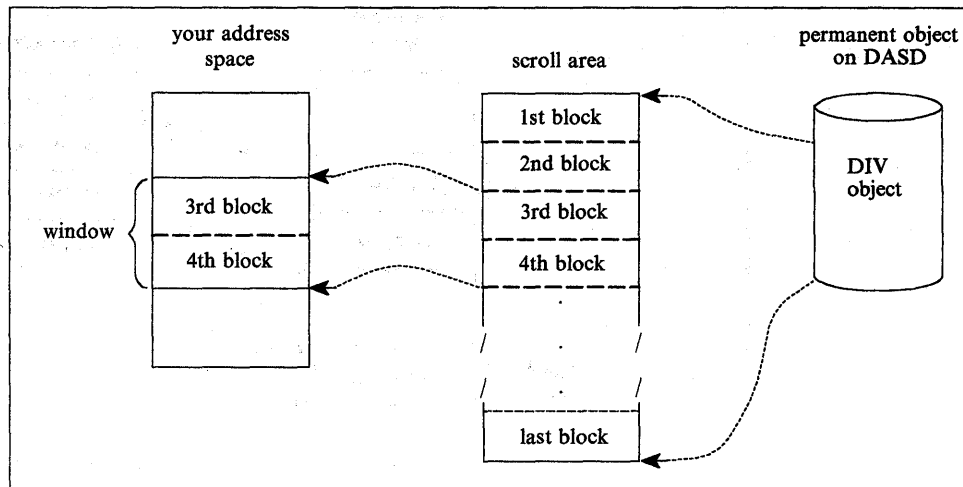 your address
space
scroll area
permanent object
on DASD
1st block
2nd block
3rd block
4th block
.
.
.
last block
window
3rd block
4th block
DIV
object